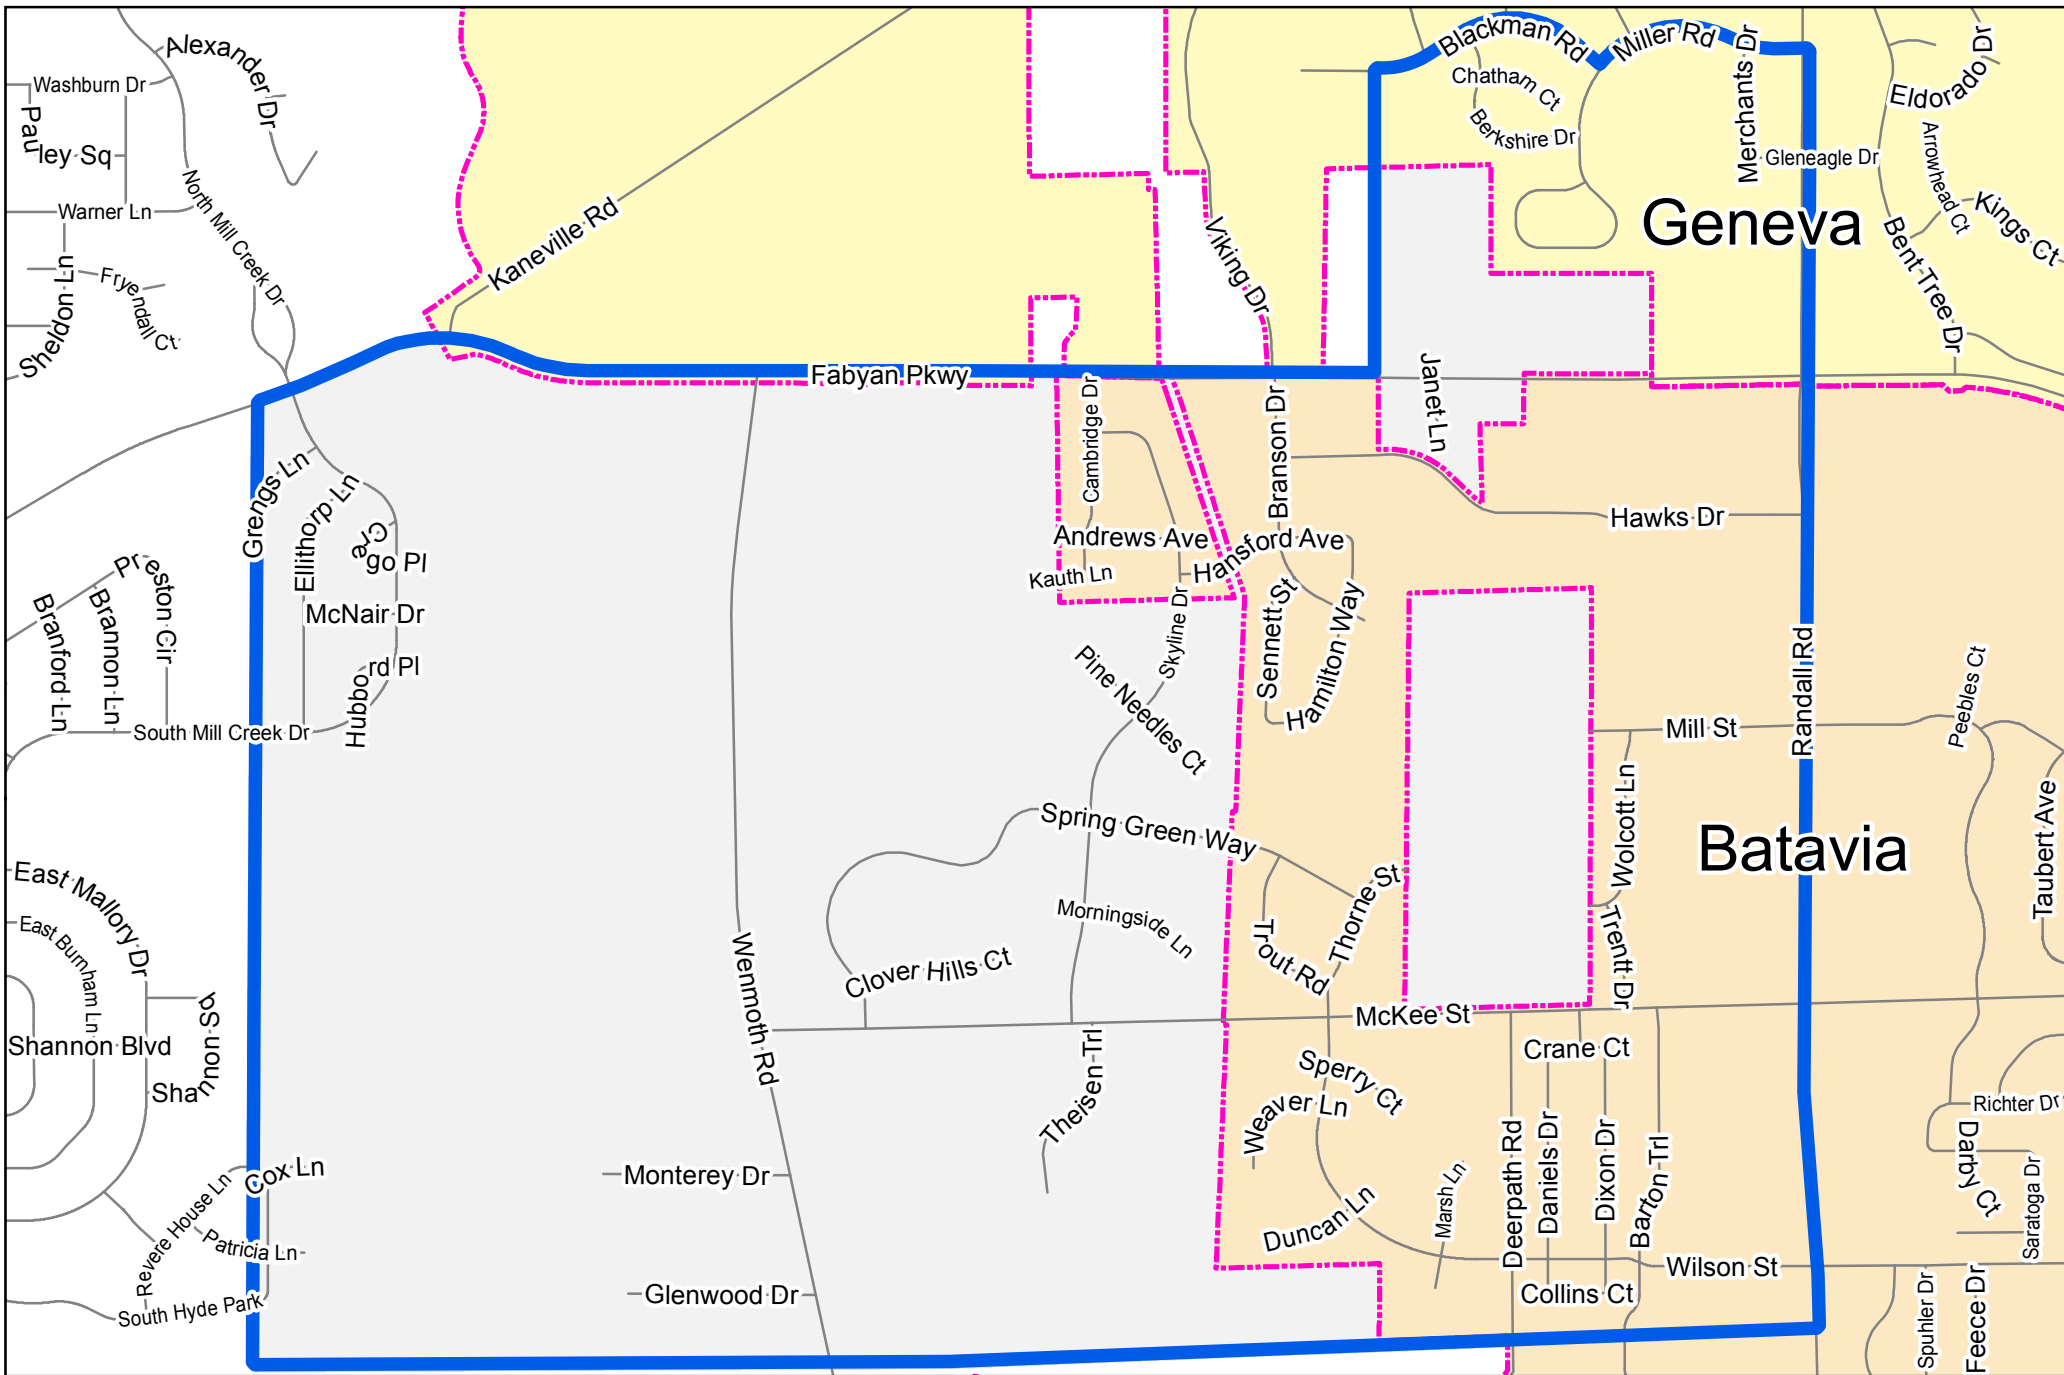 Alexander Dr
Washburn Dr
Pauley Sq
Warner Ln
North Mill Creek Dr
Sheldon Ln
Fryendall Ct
Kaneville Rd
Viking Dr
Blackman Rd
Miller Rd
Merchants Dr
Chatham Ct
Berkshire Dr
Gleneagle Dr
Eldorado Dr
Arrowhead Ct
Kings Ct
Bent Tree Dr
Geneva
Fabyan Pkwy
Janet Ln
Cambridge Dr
Branson Dr
Grengs Ln
Ellithorp Ln
Crego Pl
Andrews Ave
Hansford Ave
Kauth Ln
Hawks Dr
Preston Cir
Brannon Ln
Branford Ln
McNair Dr
Hubbord Pl
South Mill Creek Dr
Skyline Dr
Sennett St
Hamilton Way
Pine Needles Ct
Randall Rd
Mill St
Peebles Ct
Wolcott Ln
Taubert Ave
Spring Green Way
Batavia
East Mallory Dr
East Burnham Ln
Shannon Blvd
Shannon Sq
Wenmoth Rd
Clover Hills Ct
Morningside Ln
Trout Rd
Thorne St
Trentt Dr
McKee St
Theisen Trl
Sperry Ct
Weaver Ln
Crane Ct
Deerpath Rd
Daniels Dr
Dixon Dr
Barton Trl
Richter Dr
Darby Ct
Saratoga Dr
Cox Ln
Revere House Ln
Patricia Ln
South Hyde Park
Monterey Dr
Glenwood Dr
Duncan Ln
Marsh Ln
Wilson St
Collins Ct
Spuhler Dr
Feece Dr